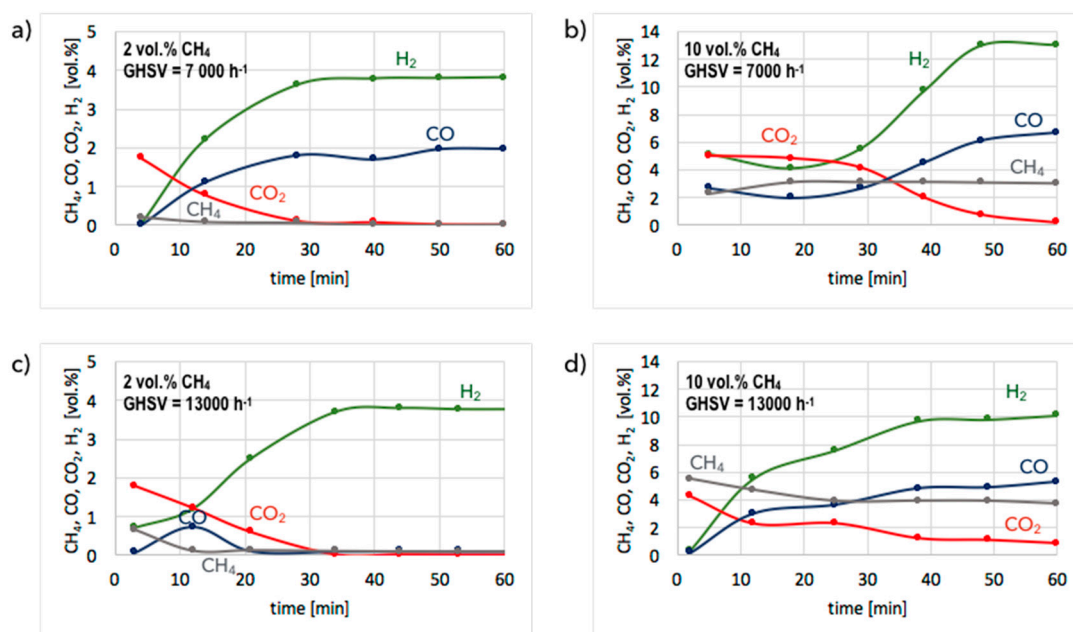 a)
2 vol.% CH₄
GHSV = 7 000 h⁻¹
CH₄, CO, CO₂, H₂ [vol.%]
5
4
3
2
1
0
H₂
CO
CO₂
CH₄
0 10 20 30 40 50 60
time [min]
b)
10 vol.% CH₄
GHSV = 7000 h⁻¹
CH₄, CO, CO₂, H₂ [vol.%]
14
12
10
8
6
4
2
0
H₂
CO₂
CO
CH₄
0 10 20 30 40 50 60
time [min]
c)
2 vol.% CH₄
GHSV = 13000 h⁻¹
CH₄, CO, CO₂, H₂ [vol.%]
5
4
3
2
1
0
H₂
CO
CO₂
CH₄
0 10 20 30 40 50 60
time [min]
d)
10 vol.% CH₄
GHSV = 13000 h⁻¹
CH₄, CO, CO₂, H₂ [vol.%]
14
12
10
8
6
4
2
0
H₂
CH₄
CO
CO₂
0 10 20 30 40 50 60
time [min]